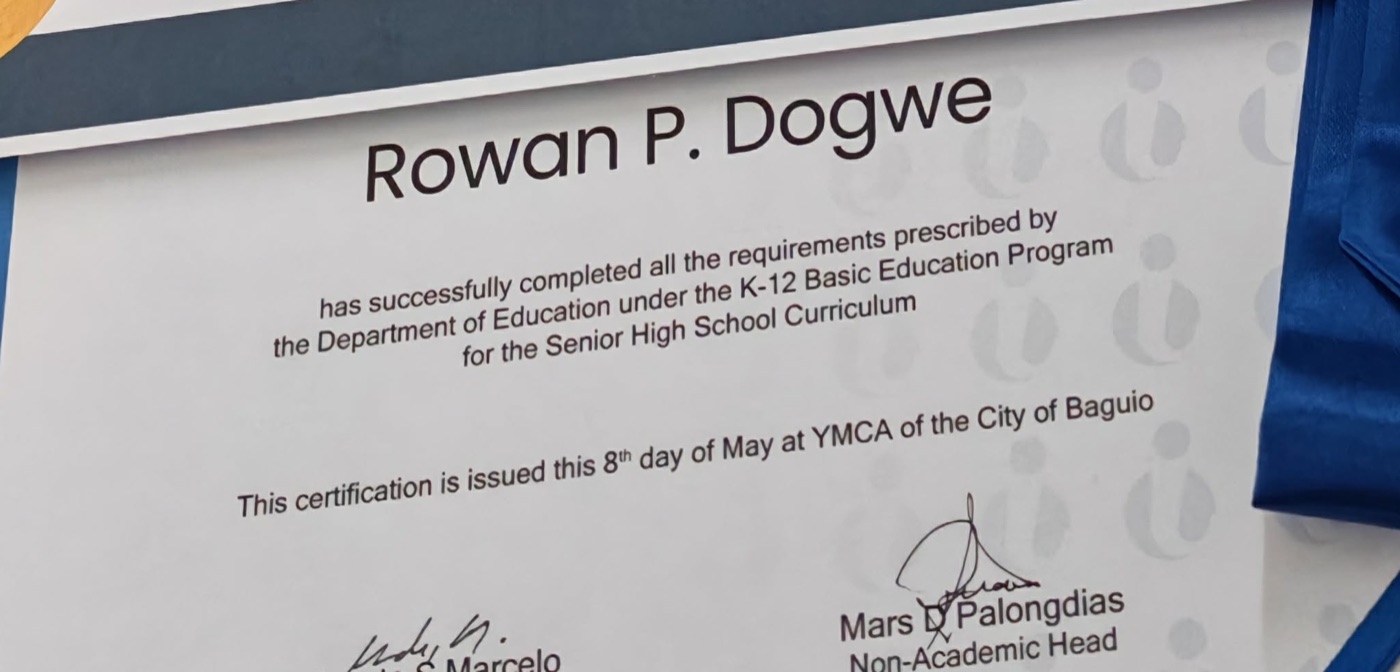 Rowan P. Dogwe
has successfully completed all the requirements prescribed by
the Department of Education under the K-12 Basic Education Program
for the Senior High School Curriculum
This certification is issued this 8th day of May at YMCA of the City of Baguio
Mars D Palongdias
Marcelo
Non-Academic Head